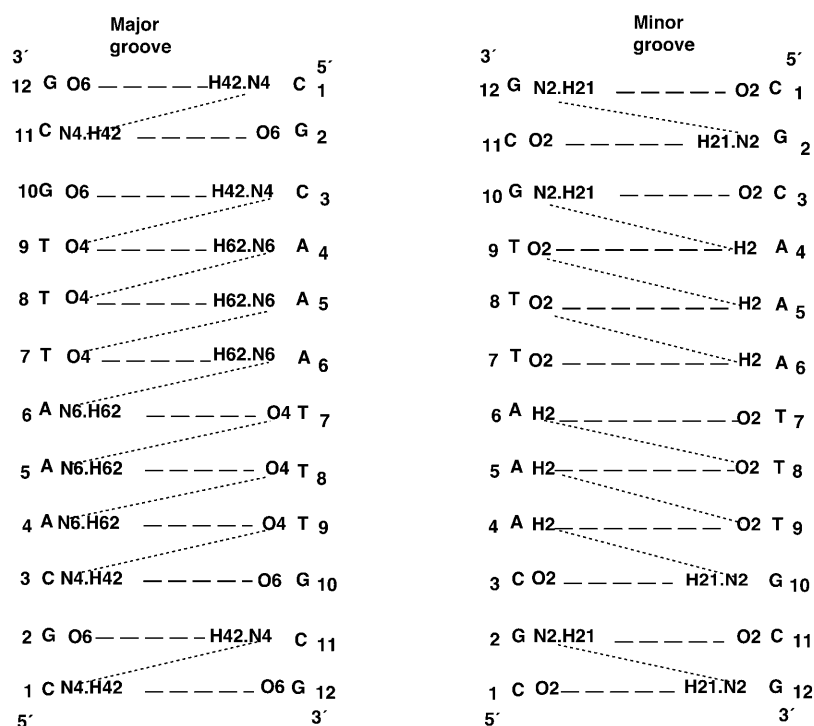 Major
groove
3´
5´
12 G O6 H42.N4 C 1
11 C N4.H42 O6 G 2
10 G O6 H42.N4 C 3
9 T O4 H62.N6 A 4
8 T O4 H62.N6 A 5
7 T O4 H62.N6 A 6
6 A N6.H62 O4 T 7
5 A N6.H62 O4 T 8
4 A N6.H62 O4 T 9
3 C N4.H42 O6 G 10
2 G O6 H42.N4 C 11
1 C N4.H42 O6 G 12
5´ 3´
Minor
groove
3´
5´
12 G N2.H21 O2 C 1
11 C O2 H21.N2 G 2
10 G N2.H21 O2 C 3
9 T O2 H2 A 4
8 T O2 H2 A 5
7 T O2 H2 A 6
6 A H2 O2 T 7
5 A H2 O2 T 8
4 A H2 O2 T 9
3 C O2 H21.N2 G 10
2 G N2.H21 O2 C 11
1 C O2 H21.N2 G 12
5´ 3´